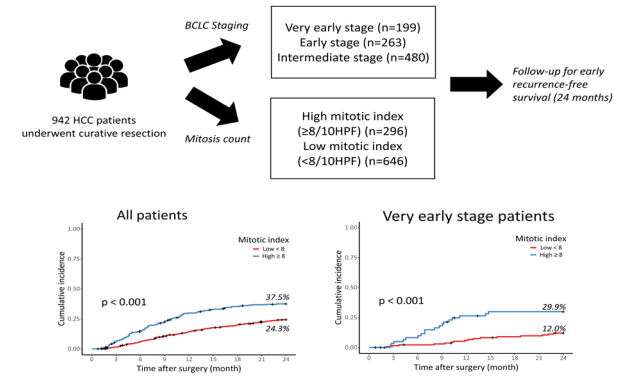 BCLC Staging
Very early stage (n=199)
Early stage (n=263)
Intermediate stage (n=480)
942 HCC patients
underwent curative resection
Follow-up for early
recurrence-free
survival (24 months)
Mitosis count
High mitotic index
(≥8/10HPF) (n=296)
Low mitotic index
(<8/10HPF) (n=646)
All patients
Cumulative incidence
1.00
0.75
0.50
0.25
0.00
Mitotic index
Low < 8
High ≥ 8
p < 0.001
37.5%
24.3%
0 3 6 9 12 15 18 21 24
Time after surgery (month)
Very early stage patients
Cumulative incidence
1.00
0.75
0.50
0.25
0.00
Mitotic index
Low < 8
High ≥ 8
p < 0.001
29.9%
12.0%
0 3 6 9 12 15 18 21 24
Time after surgery (month)